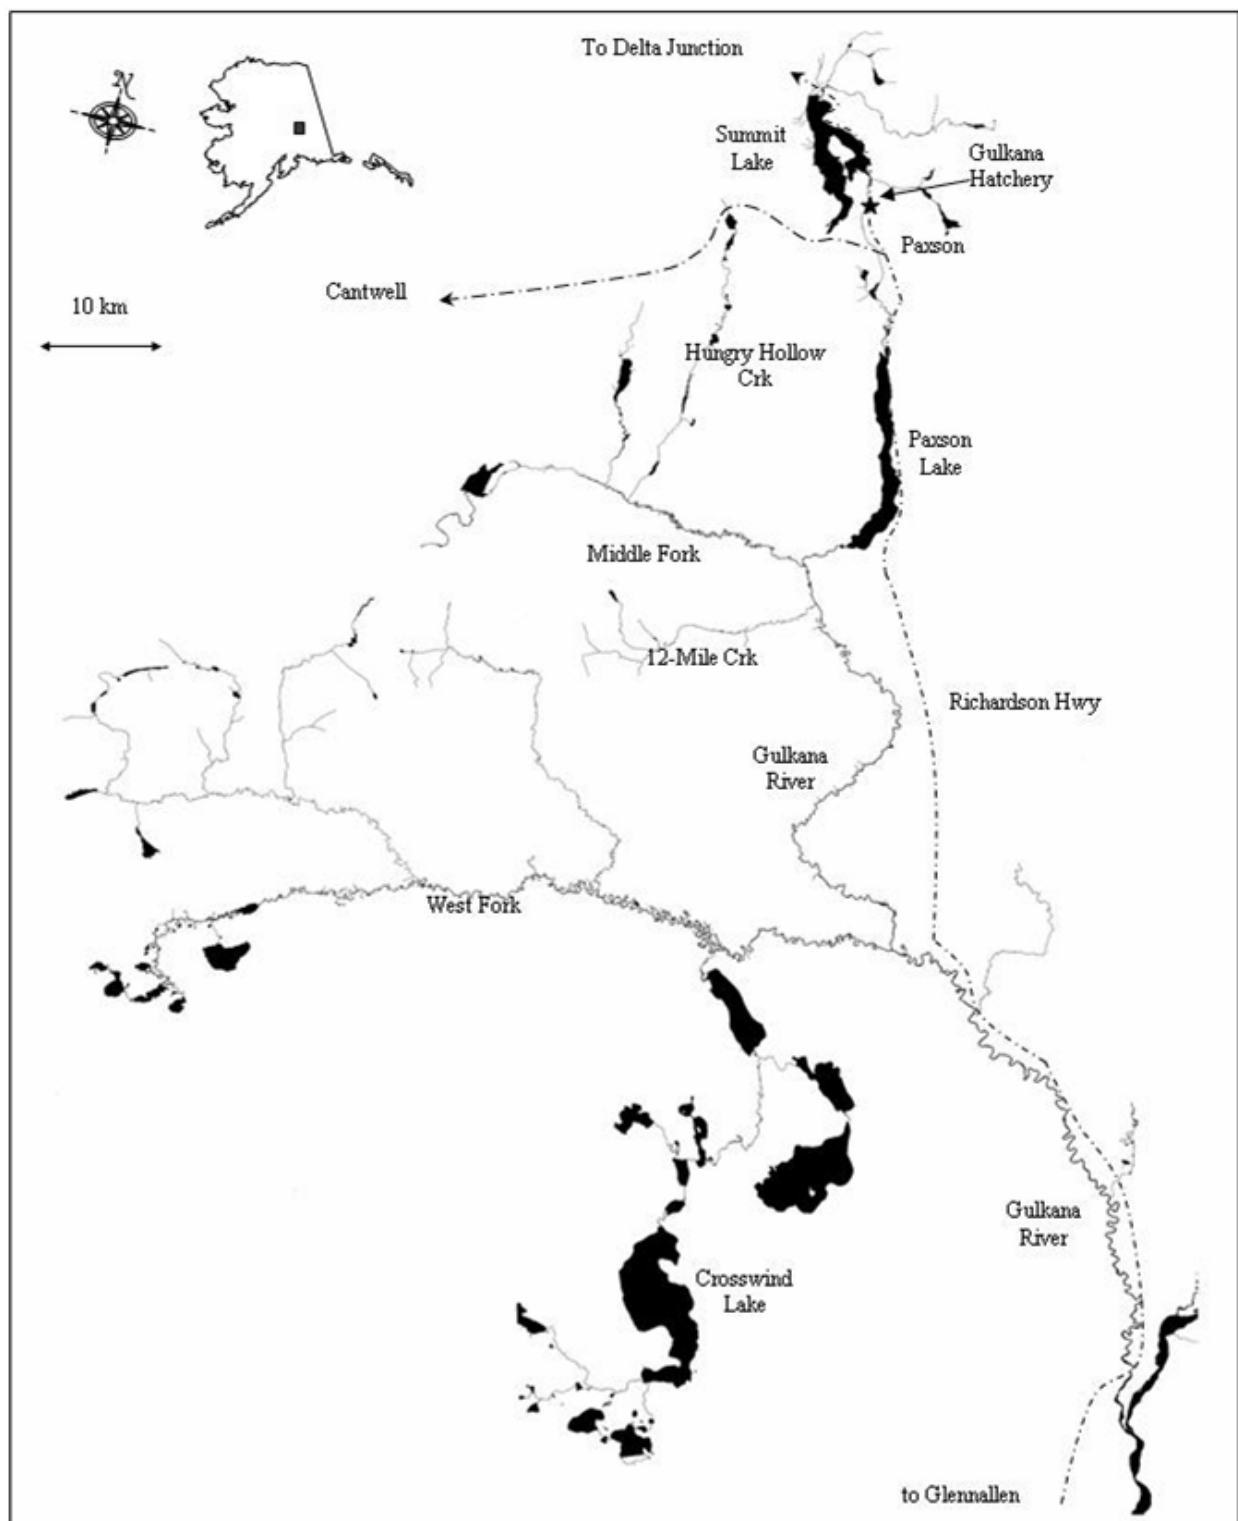 To Delta Junction
N
Summit
Lake
Gulkana
Hatchery
Paxson
Cantwell
10 km
Hungry Hollow
Crk
Paxson
Lake
Middle Fork
12-Mile Crk
Richardson Hwy
Gulkana
River
West Fork
Gulkana
River
Crosswind
Lake
to Glennallen